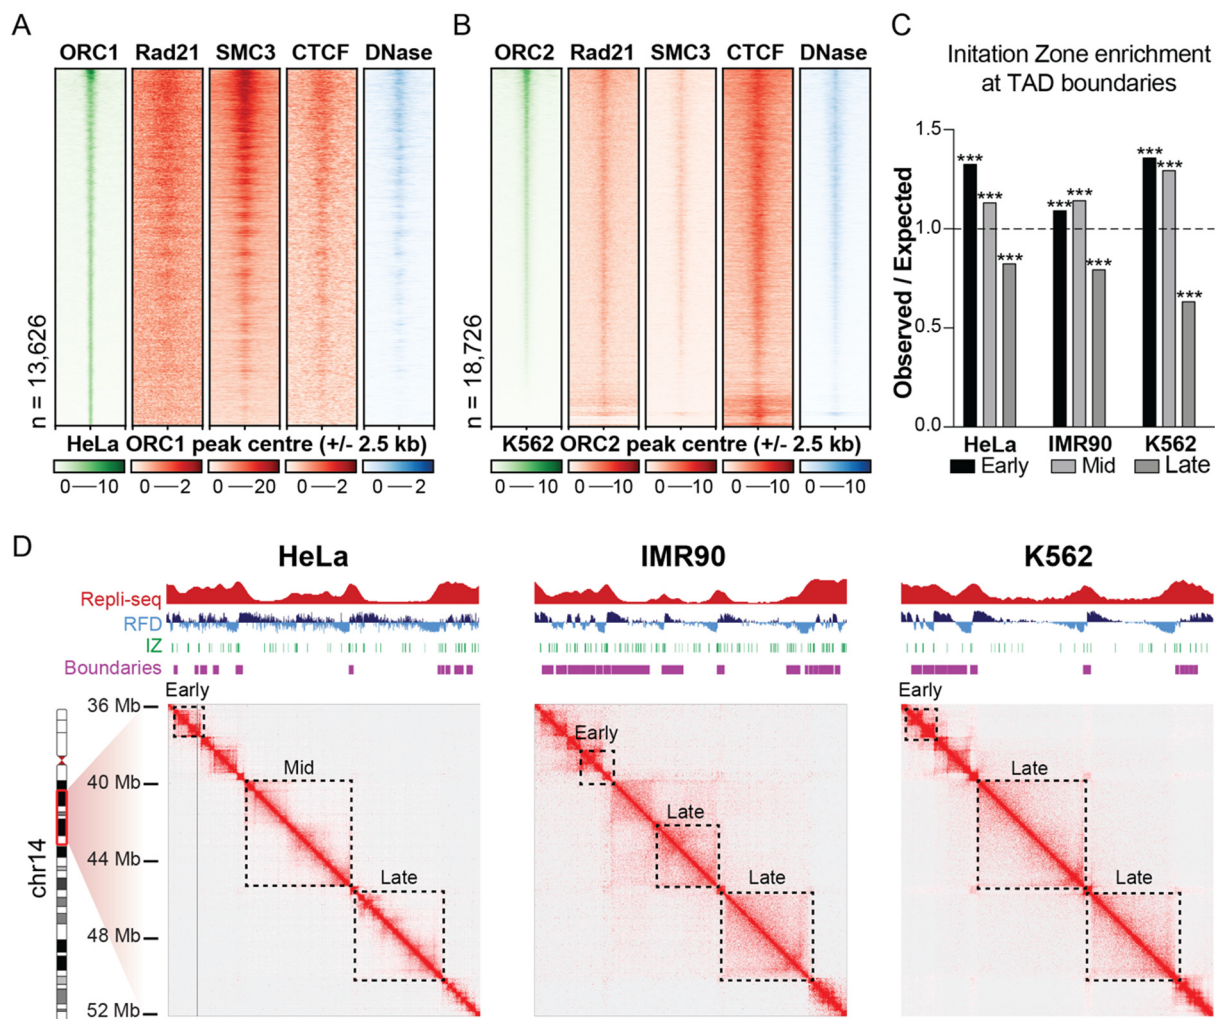 A
ORC1 Rad21 SMC3 CTCF DNase
n = 13,626
HeLa ORC1 peak centre (+/- 2.5 kb)
0—10 0—2 0—20 0—2 0—2
B
ORC2 Rad21 SMC3 CTCF DNase
n = 18,726
K562 ORC2 peak centre (+/- 2.5 kb)
0—10 0—10 0—10 0—10 0—10
C
Initation Zone enrichment
at TAD boundaries
Observed / Expected
1.5
1.0
0.5
0.0
*** *** ***
*** *** ***
*** *** ***
HeLa IMR90 K562
Early Mid Late
D
HeLa IMR90 K562
Repli-seq
RFD
IZ
Boundaries
chr14
36 Mb
40 Mb
44 Mb
48 Mb
52 Mb
Early
Mid
Late
Early
Late
Late
Early
Late
Late